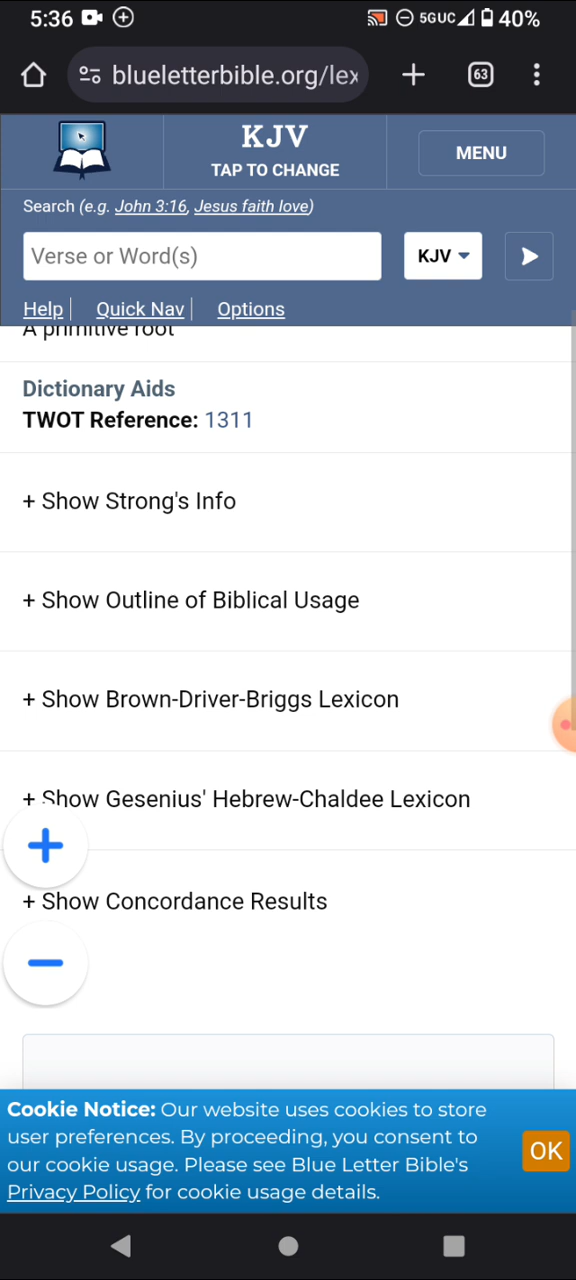 5:36
5GUC
40%
blueletterbible.org/lex
63
KJV
TAP TO CHANGE
MENU
Search (e.g. John 3:16, Jesus faith love)
Verse or Word(s)
KJV
Help
Quick Nav
Options
A primitive root
Dictionary Aids
TWOT Reference: 1311
+ Show Strong's Info
+ Show Outline of Biblical Usage
+ Show Brown-Driver-Briggs Lexicon
+ Show Gesenius' Hebrew-Chaldee Lexicon
+ Show Concordance Results
Cookie Notice: Our website uses cookies to store
user preferences. By proceeding, you consent to
our cookie usage. Please see Blue Letter Bible's
Privacy Policy for cookie usage details.
OK